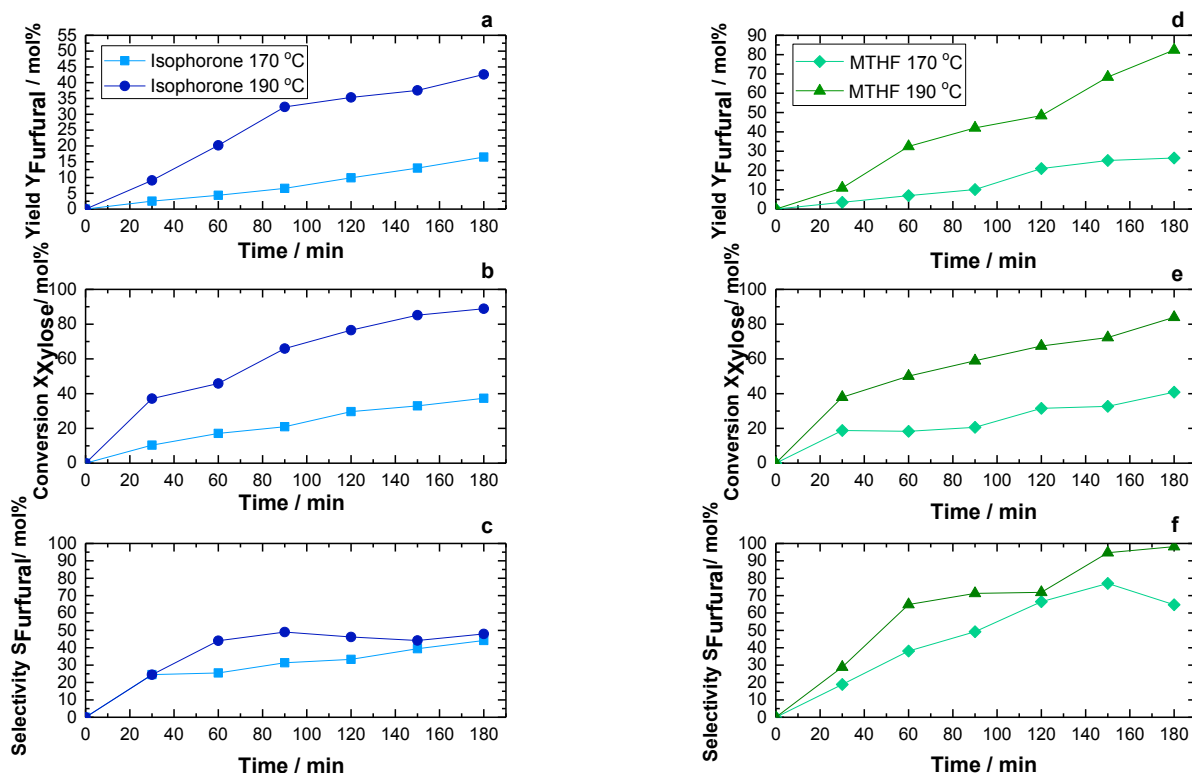 a
Yield YFurfural / mol%
55
50
45
40
35
30
25
20
15
10
5
0
Isophorone 170 °C
Isophorone 190 °C
0 20 40 60 80 100 120 140 160 180
Time / min
b
Conversion XXylose/ mol%
100
80
60
40
20
0
0 20 40 60 80 100 120 140 160 180
Time / min
c
Selectivity SFurfural/ mol%
100
90
80
70
60
50
40
30
20
10
0
0 20 40 60 80 100 120 140 160 180
Time / min
d
Yield YFurfural / mol%
90
80
70
60
50
40
30
20
10
0
MTHF 170 °C
MTHF 190 °C
0 20 40 60 80 100 120 140 160 180
Time / min
e
Conversion XXylose/ mol%
100
80
60
40
20
0
0 20 40 60 80 100 120 140 160 180
Time / min
f
Selectivity SFurfural/ mol%
100
90
80
70
60
50
40
30
20
10
0
0 20 40 60 80 100 120 140 160 180
Time / min